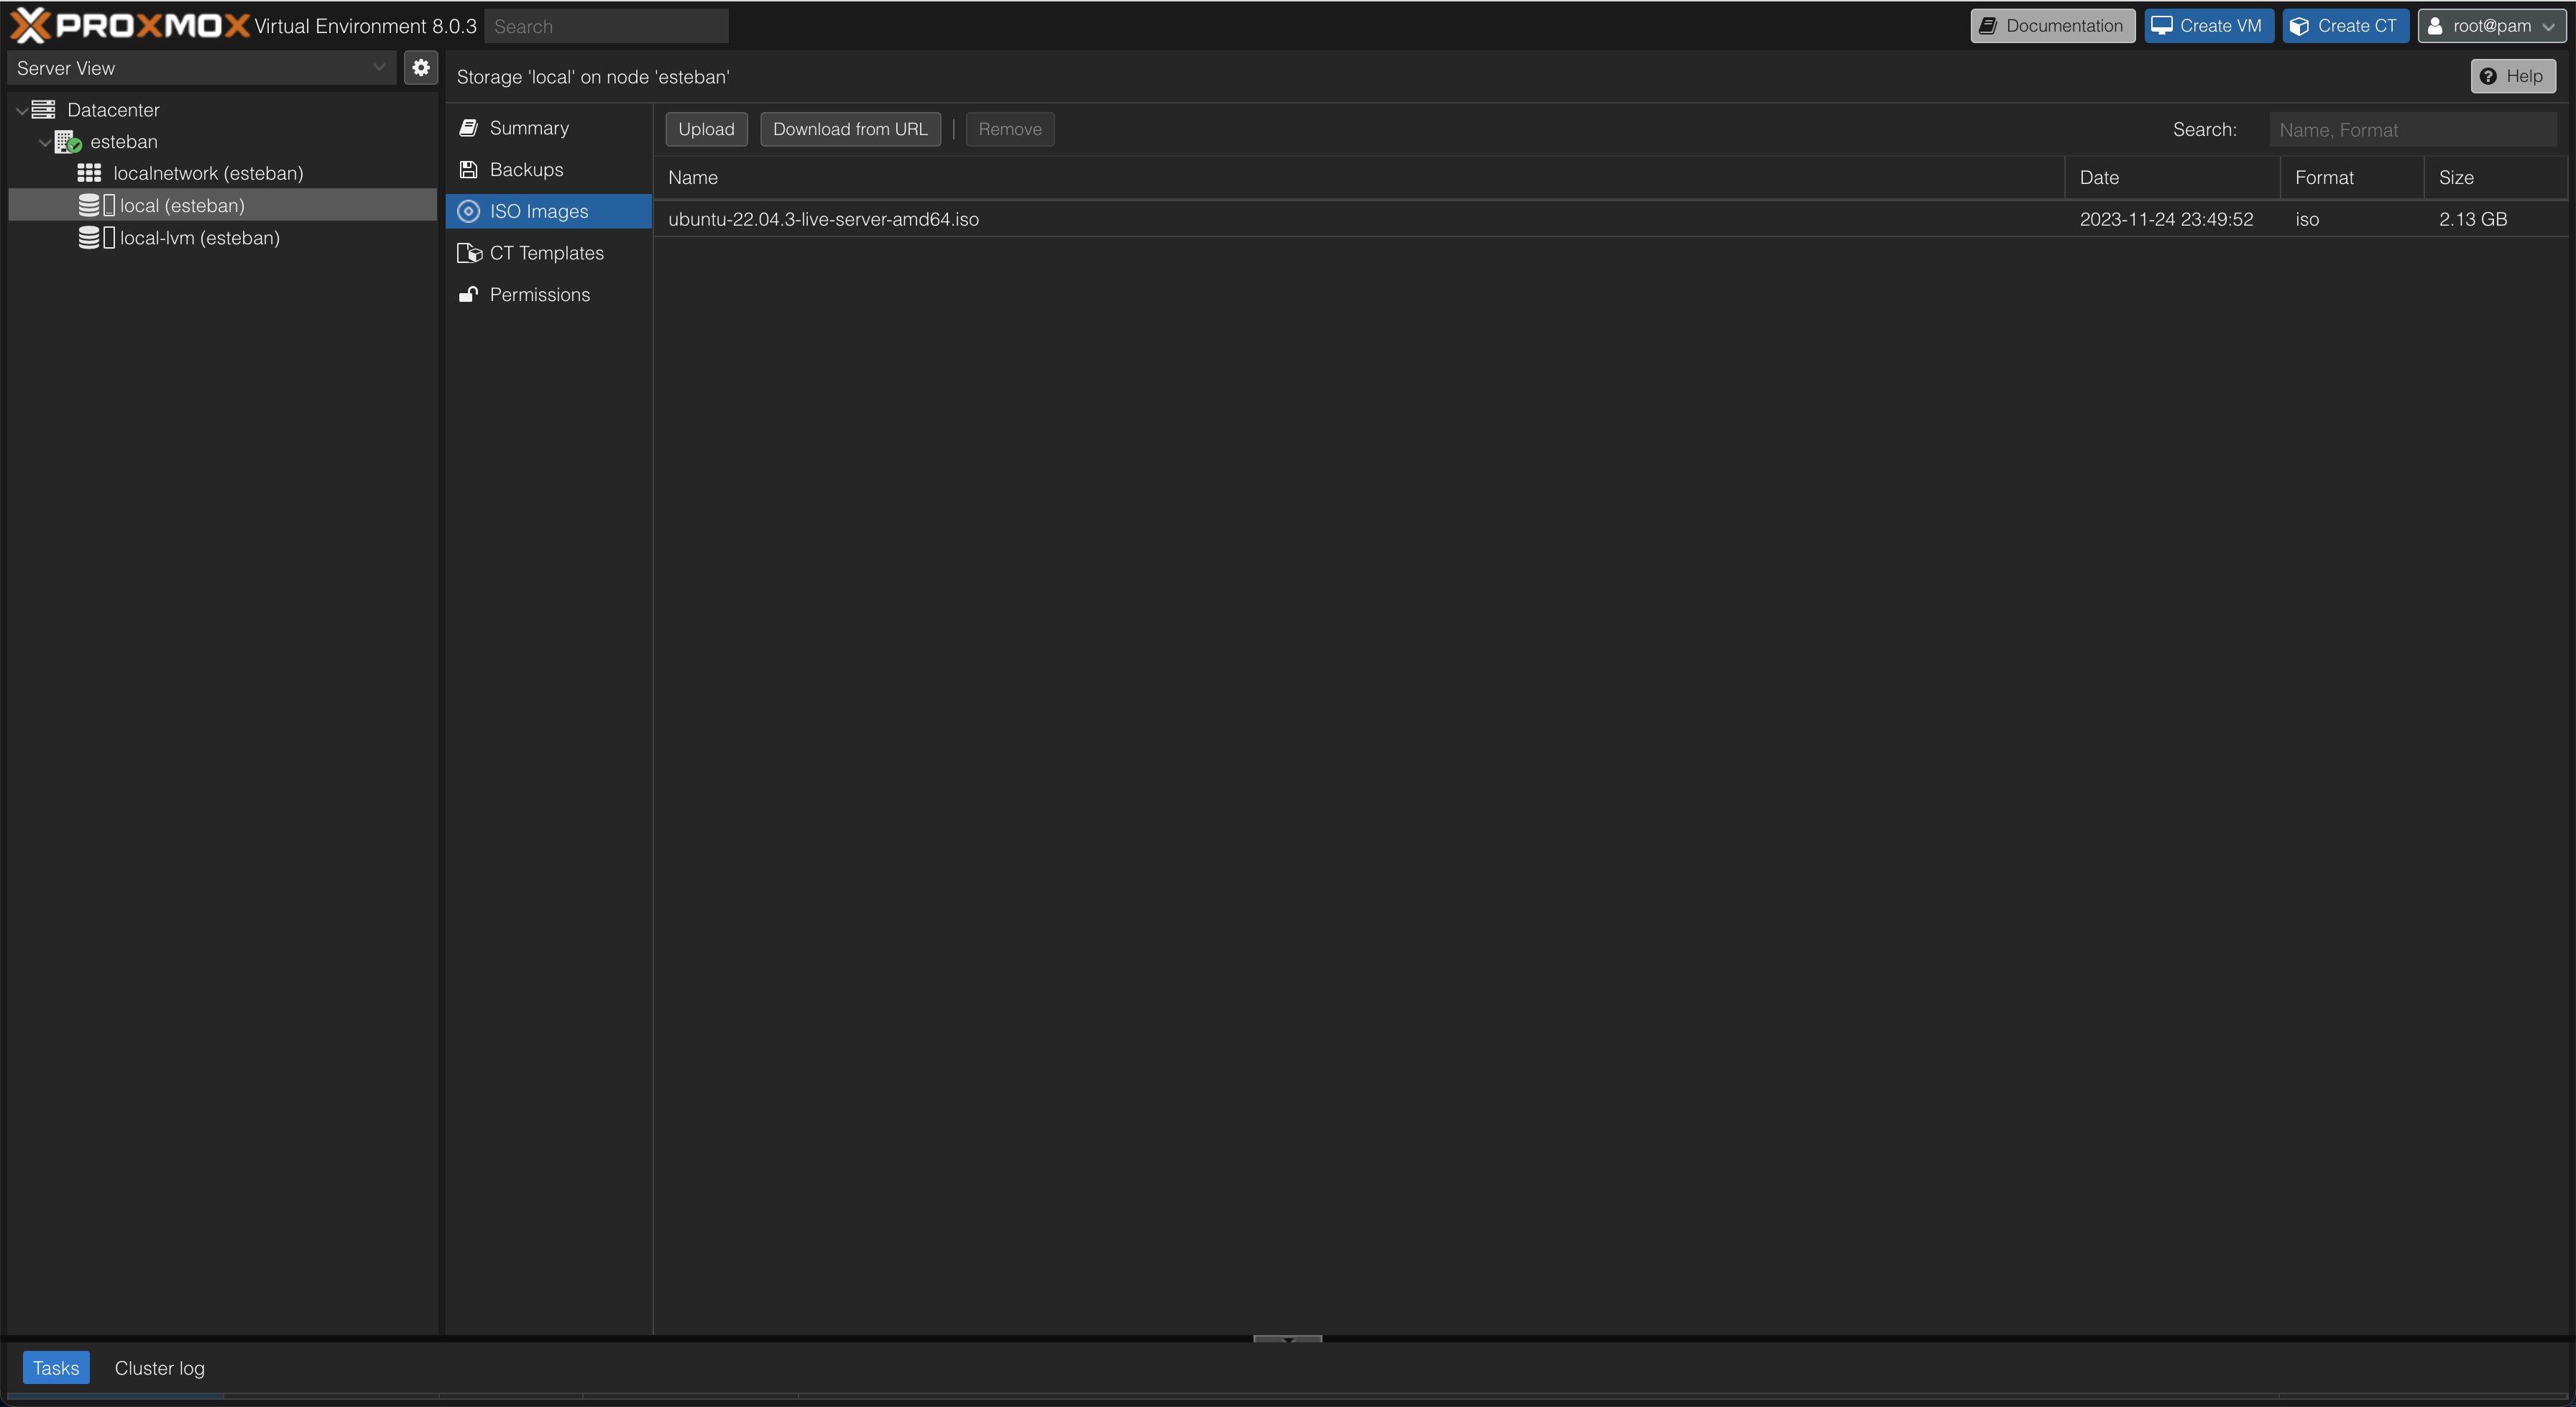 PROXMOX Virtual Environment 8.0.3 Search Documentation Create VM Create CT root@pam
Server View
Storage 'local' on node 'esteban' Help
Datacenter
esteban
localnetwork (esteban)
local (esteban)
local-lvm (esteban)
Summary
Backups
ISO Images
CT Templates
Permissions
Upload Download from URL Remove Search: Name, Format
Name Date Format Size
ubuntu-22.04.3-live-server-amd64.iso 2023-11-24 23:49:52 iso 2.13 GB
Tasks Cluster log